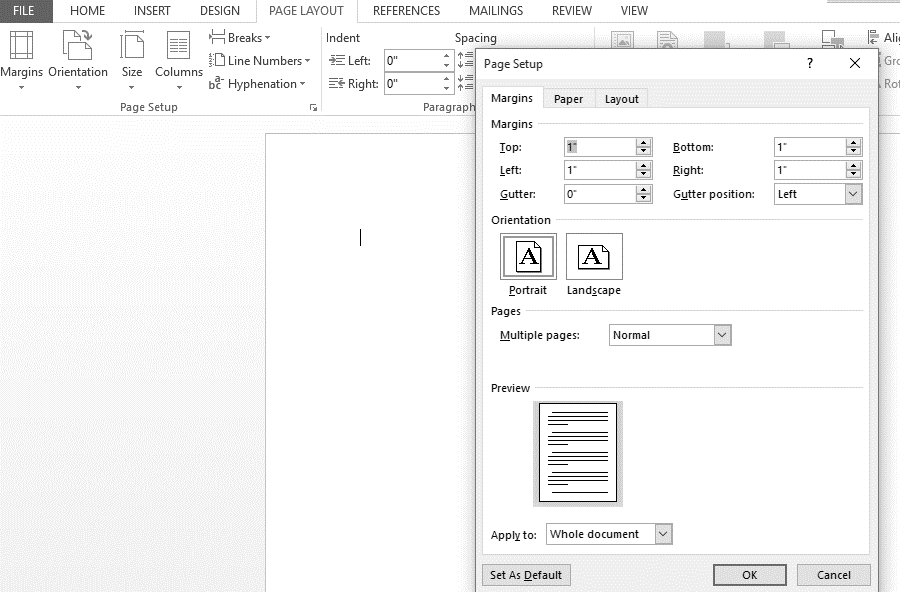 FILE HOME INSERT DESIGN PAGE LAYOUT REFERENCES MAILINGS REVIEW VIEW
Margins Orientation Size Columns
Breaks
Line Numbers
Hyphenation
Page Setup
Indent Spacing
Left: 0"
Right: 0"
Paragraph
Page Setup ?
Margins Paper Layout
Margins
Top: 1" Bottom: 1"
Left: 1" Right: 1"
Gutter: 0" Gutter position: Left
Orientation
A A
Portrait Landscape
Pages
Multiple pages: Normal
Preview
Apply to: Whole document
Set As Default OK Cancel